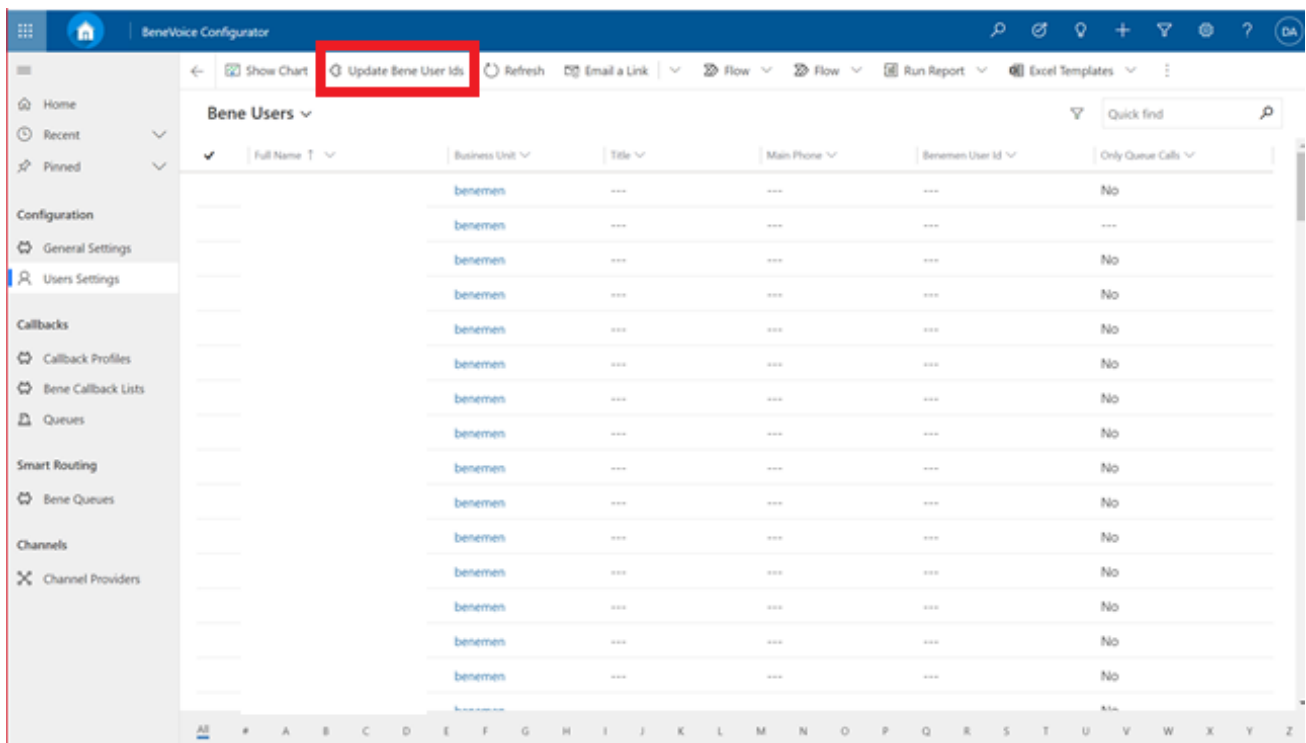 BeneVoice Configurator
DA
Show Chart Update Bene User Ids Refresh Email a Link Flow Flow Run Report Excel Templates
Home
Recent
Pinned
Configuration
General Settings
Users Settings
Callbacks
Callback Profiles
Bene Callback Lists
Queues
Smart Routing
Bene Queues
Channels
Channel Providers
Bene Users
Quick find
Full Name Business Unit Title Main Phone Benemen User Id Only Queue Calls
benemen --- --- --- No
benemen --- --- --- ---
benemen --- --- --- No
benemen --- --- --- No
benemen --- --- --- No
benemen --- --- --- No
benemen --- --- --- No
benemen --- --- --- No
benemen --- --- --- No
benemen --- --- --- No
benemen --- --- --- No
benemen --- --- --- No
benemen --- --- --- No
benemen --- --- --- No
benemen --- --- --- No
All # A B C D E F G H I J K L M N O P Q R S T U V W X Y Z